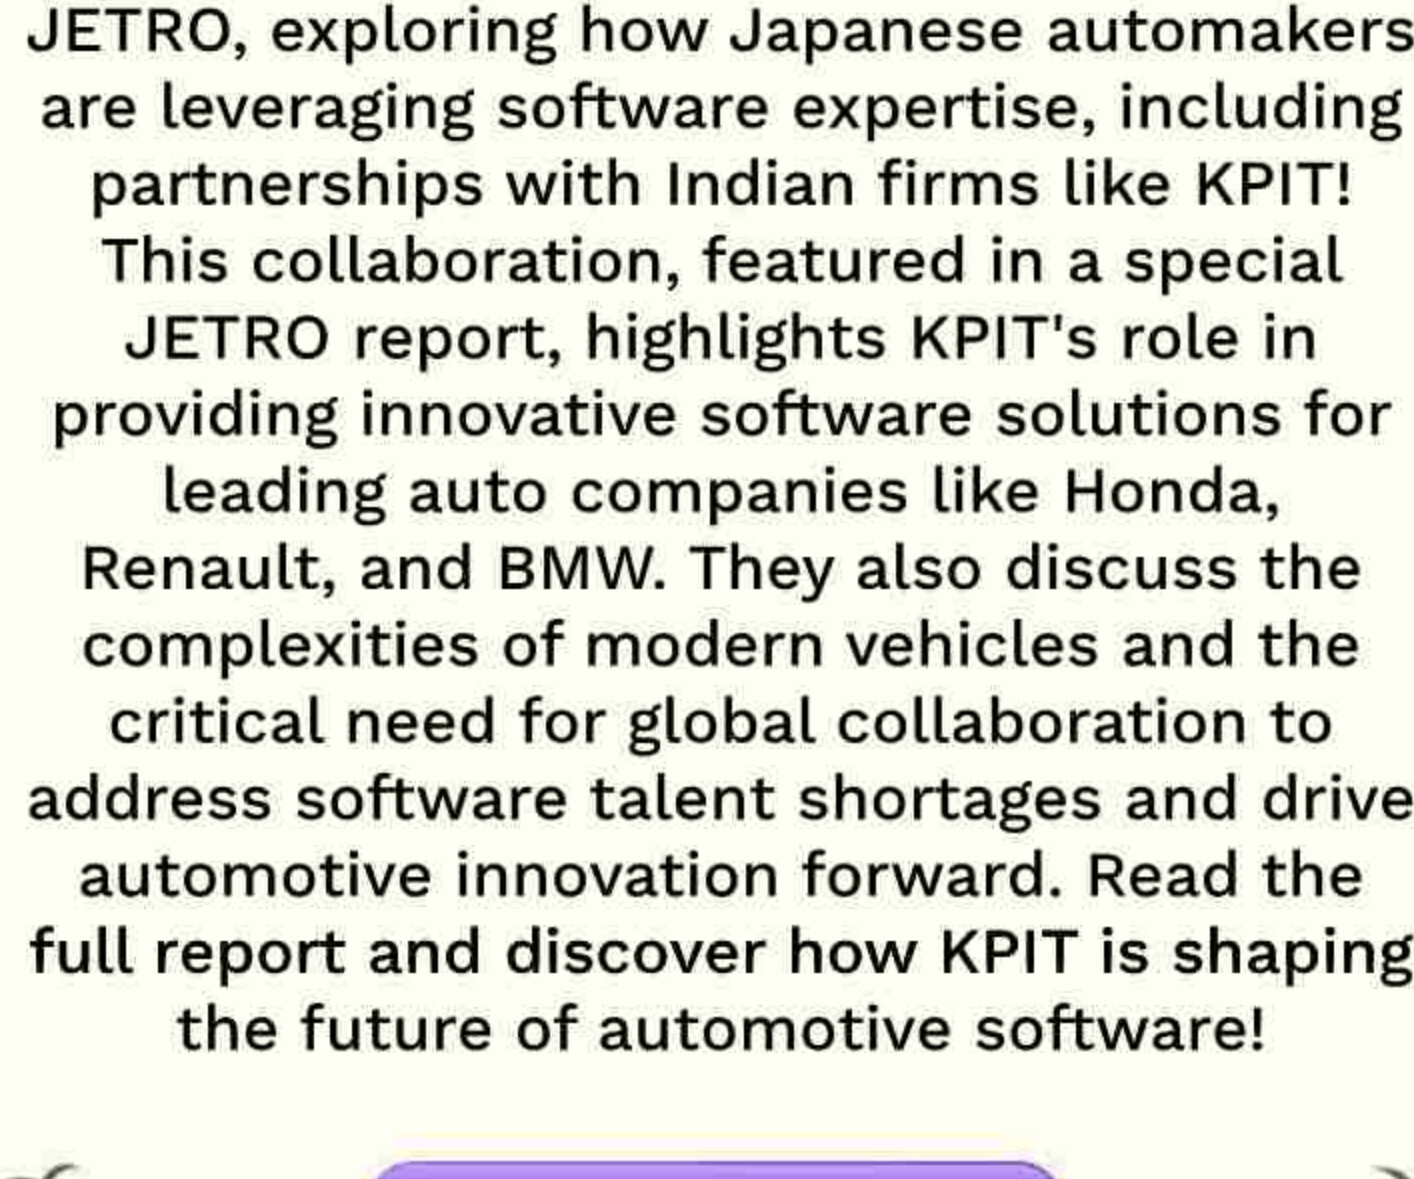 JETRO, exploring how Japanese automakers
are leveraging software expertise, including
partnerships with Indian firms like KPIT!
This collaboration, featured in a special
JETRO report, highlights KPIT's role in
providing innovative software solutions for
leading auto companies like Honda,
Renault, and BMW. They also discuss the
complexities of modern vehicles and the
critical need for global collaboration to
address software talent shortages and drive
automotive innovation forward. Read the
full report and discover how KPIT is shaping
the future of automotive software!